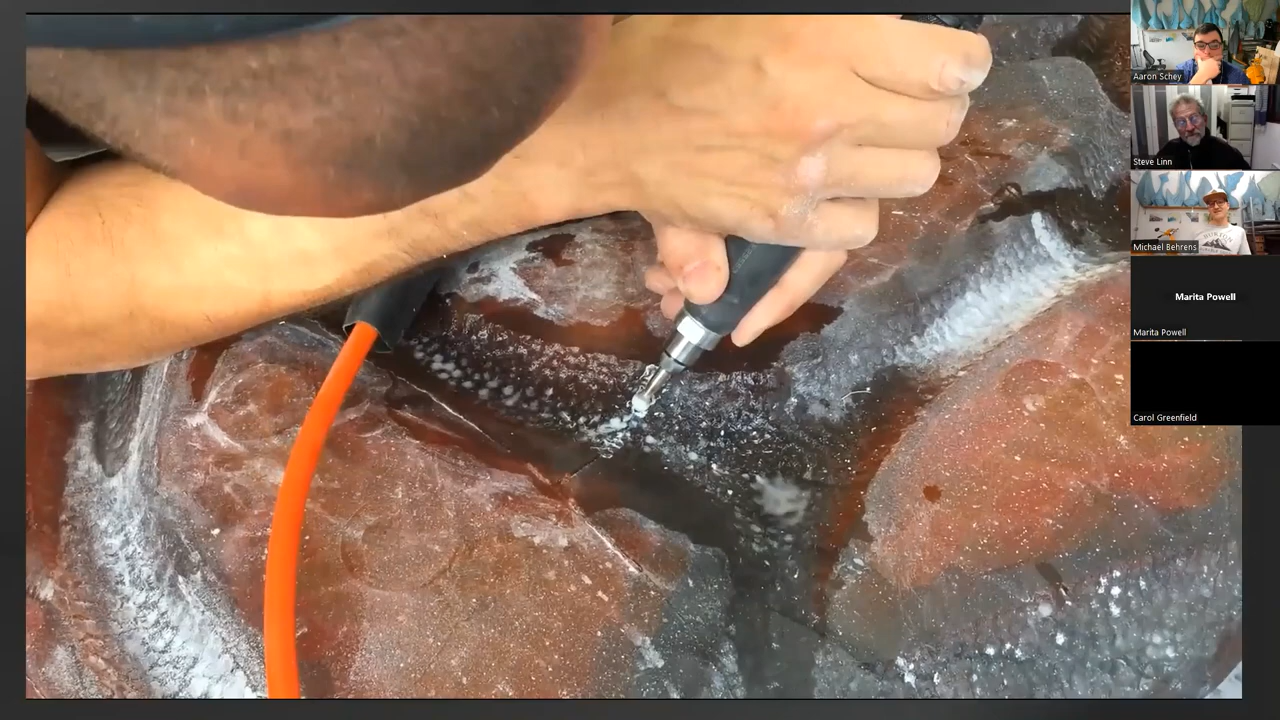 Aaron Schey
Steve Linn
Michael Behrens
Marita Powell
Marita Powell
Carol Greenfield